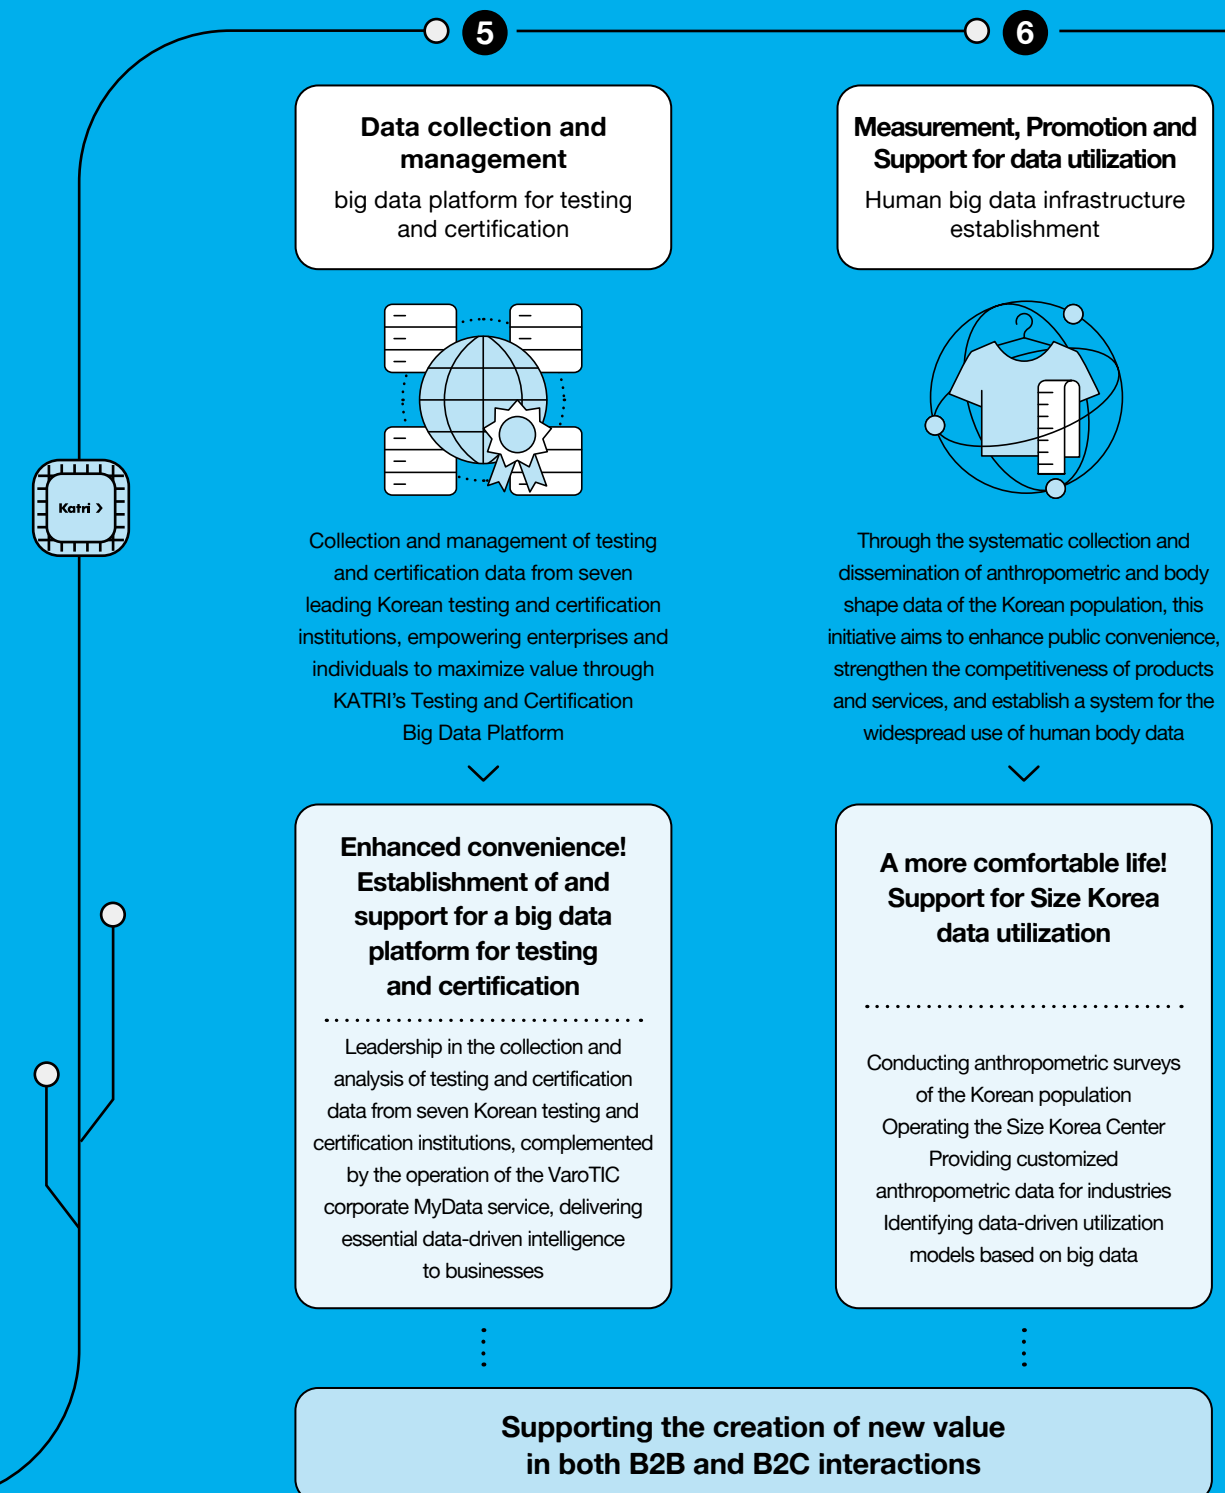 5
Data collection and
management
big data platform for testing
and certification
Collection and management of testing
and certification data from seven
leading Korean testing and certification
institutions, empowering enterprises and
individuals to maximize value through
KATRI's Testing and Certification
Big Data Platform
Enhanced convenience!
Establishment of and
support for a big data
platform for testing
and certification
Leadership in the collection and
analysis of testing and certification
data from seven Korean testing and
certification institutions, complemented
by the operation of the VaroTIC
corporate MyData service, delivering
essential data-driven intelligence
to businesses
6
Measurement, Promotion and
Support for data utilization
Human big data infrastructure
establishment
Through the systematic collection and
dissemination of anthropometric and body
shape data of the Korean population, this
initiative aims to enhance public convenience,
strengthen the competitiveness of products
and services, and establish a system for the
widespread use of human body data
A more comfortable life!
Support for Size Korea
data utilization
Conducting anthropometric surveys
of the Korean population
Operating the Size Korea Center
Providing customized
anthropometric data for industries
Identifying data-driven utilization
models based on big data
Katri >
Supporting the creation of new value
in both B2B and B2C interactions